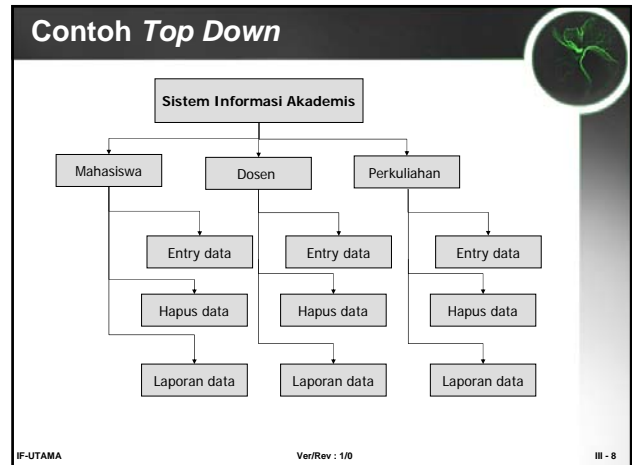 Contoh Top Down
Sistem Informasi Akademis
Mahasiswa Dosen Perkuliahan
Entry data Entry data Entry data
Hapus data Hapus data Hapus data
Laporan data Laporan data Laporan data
IF-UTAMA Ver/Rev : 1/0 III - 8